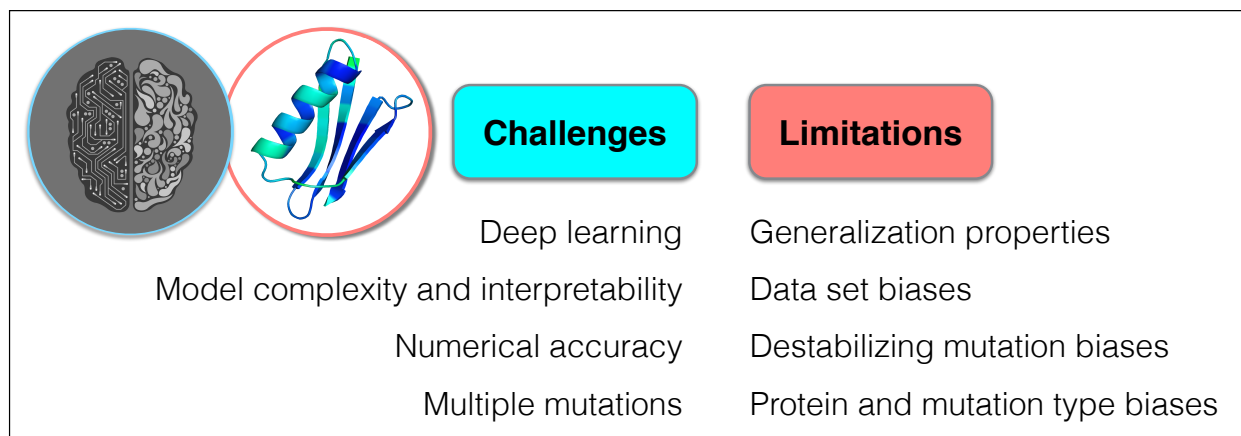 Challenges Limitations
Deep learning Generalization properties
Model complexity and interpretability Data set biases
Numerical accuracy Destabilizing mutation biases
Multiple mutations Protein and mutation type biases